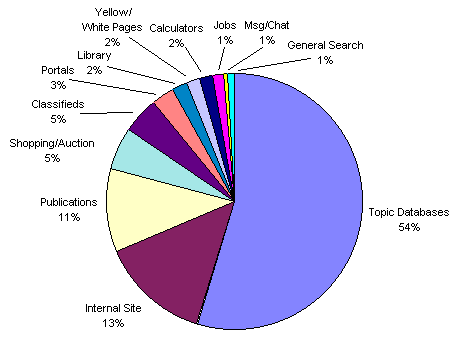 Yellow/
White Pages
2%
Calculators
2%
Jobs
1%
Msg/Chat
1%
General Search
1%
Library
2%
Portals
3%
Classifieds
5%
Shopping/Auction
5%
Publications
11%
Topic Databases
54%
Internal Site
13%